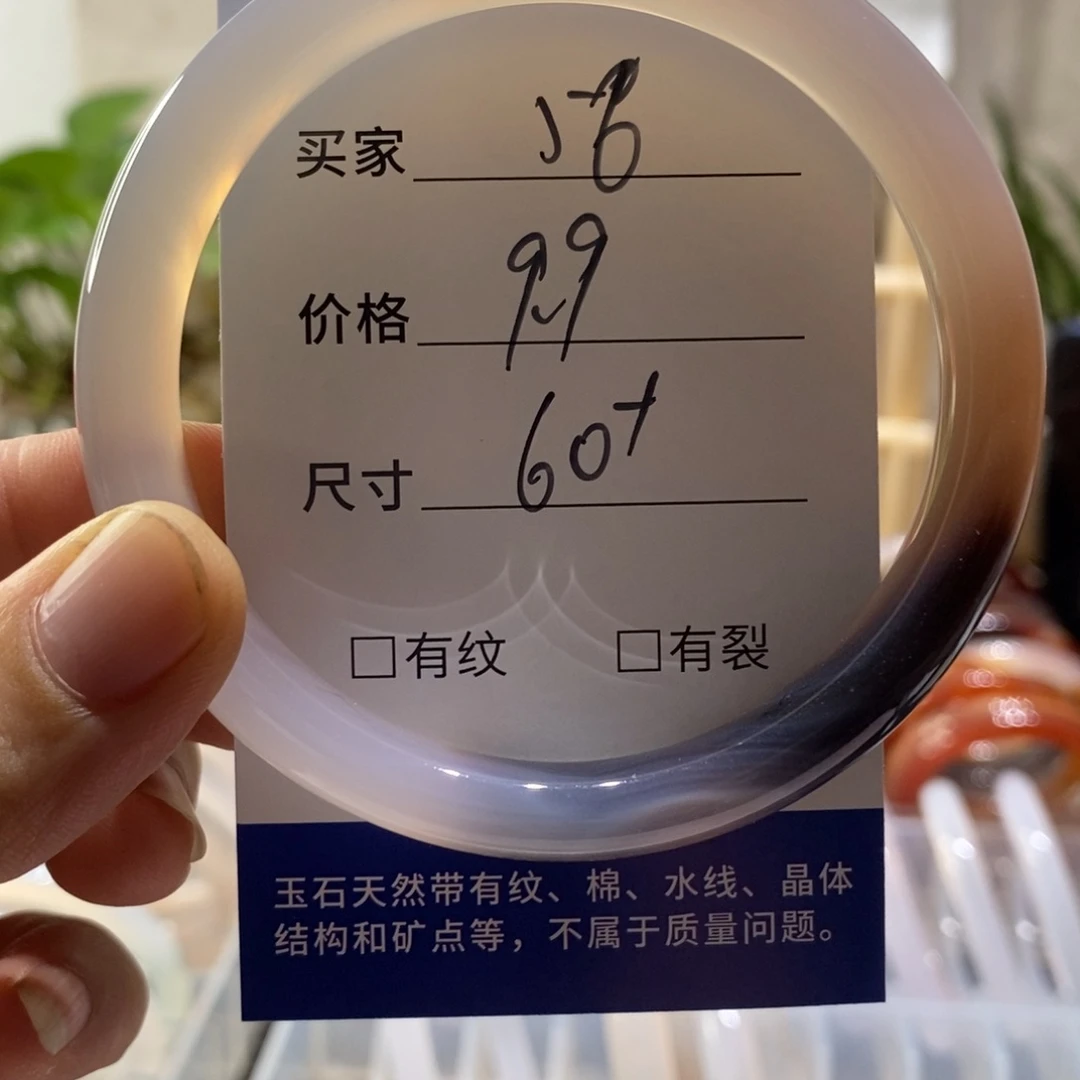 买家
价格 99
尺寸 60+
□有纹 □有裂
玉石天然带有纹、棉、水线、晶体
结构和矿点等，不属于质量问题。